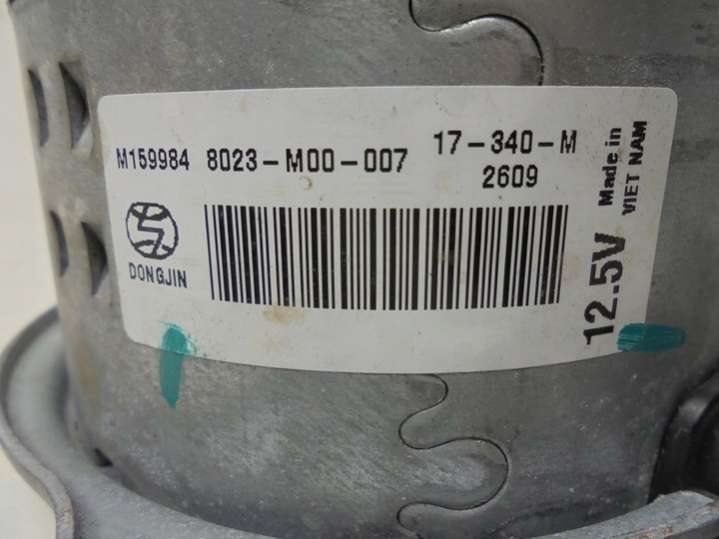 M159984 8023-M00-007 17-340-M
2609
DONGJIN
12.5V
Made in
VIET NAM